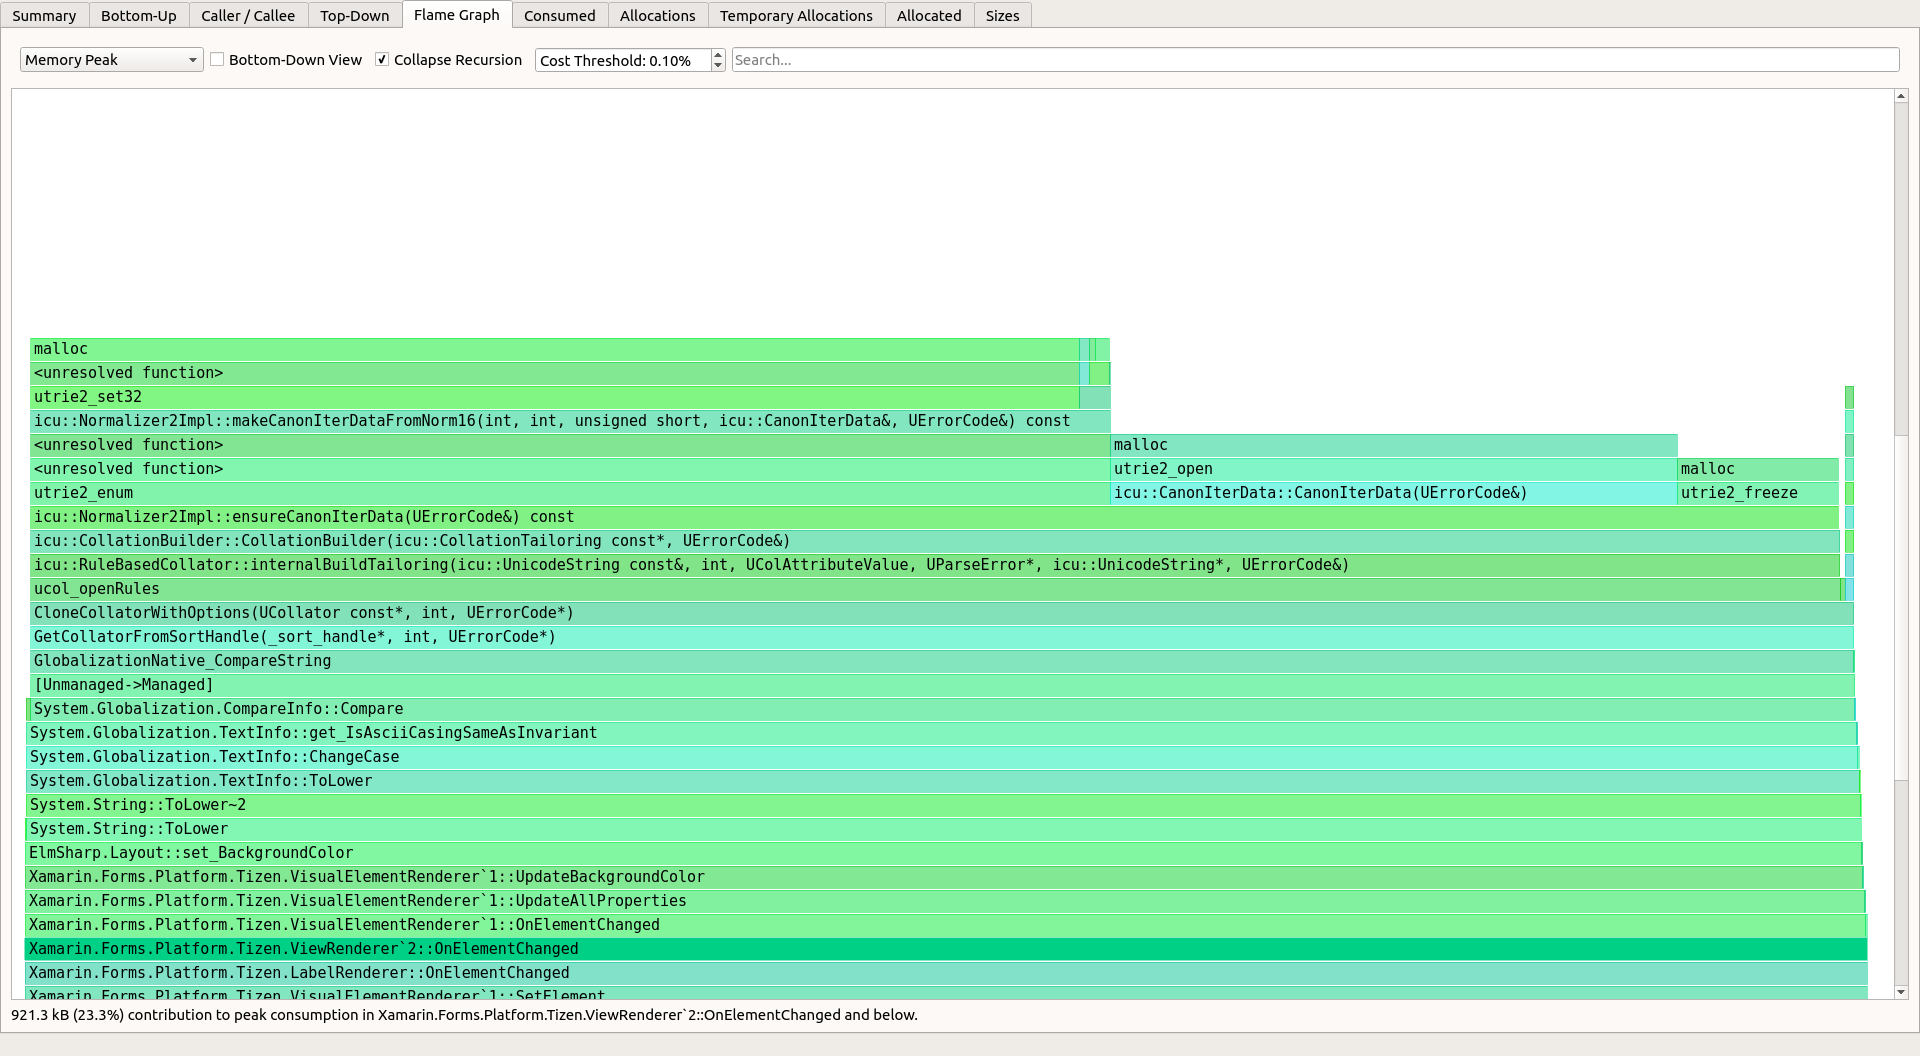 Summary Bottom-Up Caller / Callee Top-Down Flame Graph Consumed Allocations Temporary Allocations Allocated Sizes
Memory Peak Bottom-Down View Collapse Recursion Cost Threshold: 0.10% Search...
malloc
<unresolved function>
utrie2_set32
icu::Normalizer2Impl::makeCanonIterDataFromNorm16(int, int, unsigned short, icu::CanonIterData&, UErrorCode&) const
<unresolved function> malloc
<unresolved function> utrie2_open malloc
utrie2_enum icu::CanonIterData::CanonIterData(UErrorCode&) utrie2_freeze
icu::Normalizer2Impl::ensureCanonIterData(UErrorCode&) const
icu::CollationBuilder::CollationBuilder(icu::CollationTailoring const*, UErrorCode&)
icu::RuleBasedCollator::internalBuildTailoring(icu::UnicodeString const&, int, UColAttributeValue, UParseError*, icu::UnicodeString*, UErrorCode&)
ucol_openRules
CloneCollatorWithOptions(UCollator const*, int, UErrorCode*)
GetCollatorFromSortHandle(_sort_handle*, int, UErrorCode*)
GlobalizationNative_CompareString
[Unmanaged->Managed]
System.Globalization.CompareInfo::Compare
System.Globalization.TextInfo::get_IsAsciiCasingSameAsInvariant
System.Globalization.TextInfo::ChangeCase
System.Globalization.TextInfo::ToLower
System.String::ToLower~2
System.String::ToLower
ElmSharp.Layout::set_BackgroundColor
Xamarin.Forms.Platform.Tizen.VisualElementRenderer`1::UpdateBackgroundColor
Xamarin.Forms.Platform.Tizen.VisualElementRenderer`1::UpdateAllProperties
Xamarin.Forms.Platform.Tizen.VisualElementRenderer`1::OnElementChanged
Xamarin.Forms.Platform.Tizen.ViewRenderer`2::OnElementChanged
Xamarin.Forms.Platform.Tizen.LabelRenderer::OnElementChanged
Xamarin.Forms.Platform.Tizen.VisualElementRenderer`1::SetElement
921.3 kB (23.3%) contribution to peak consumption in Xamarin.Forms.Platform.Tizen.ViewRenderer`2::OnElementChanged and below.